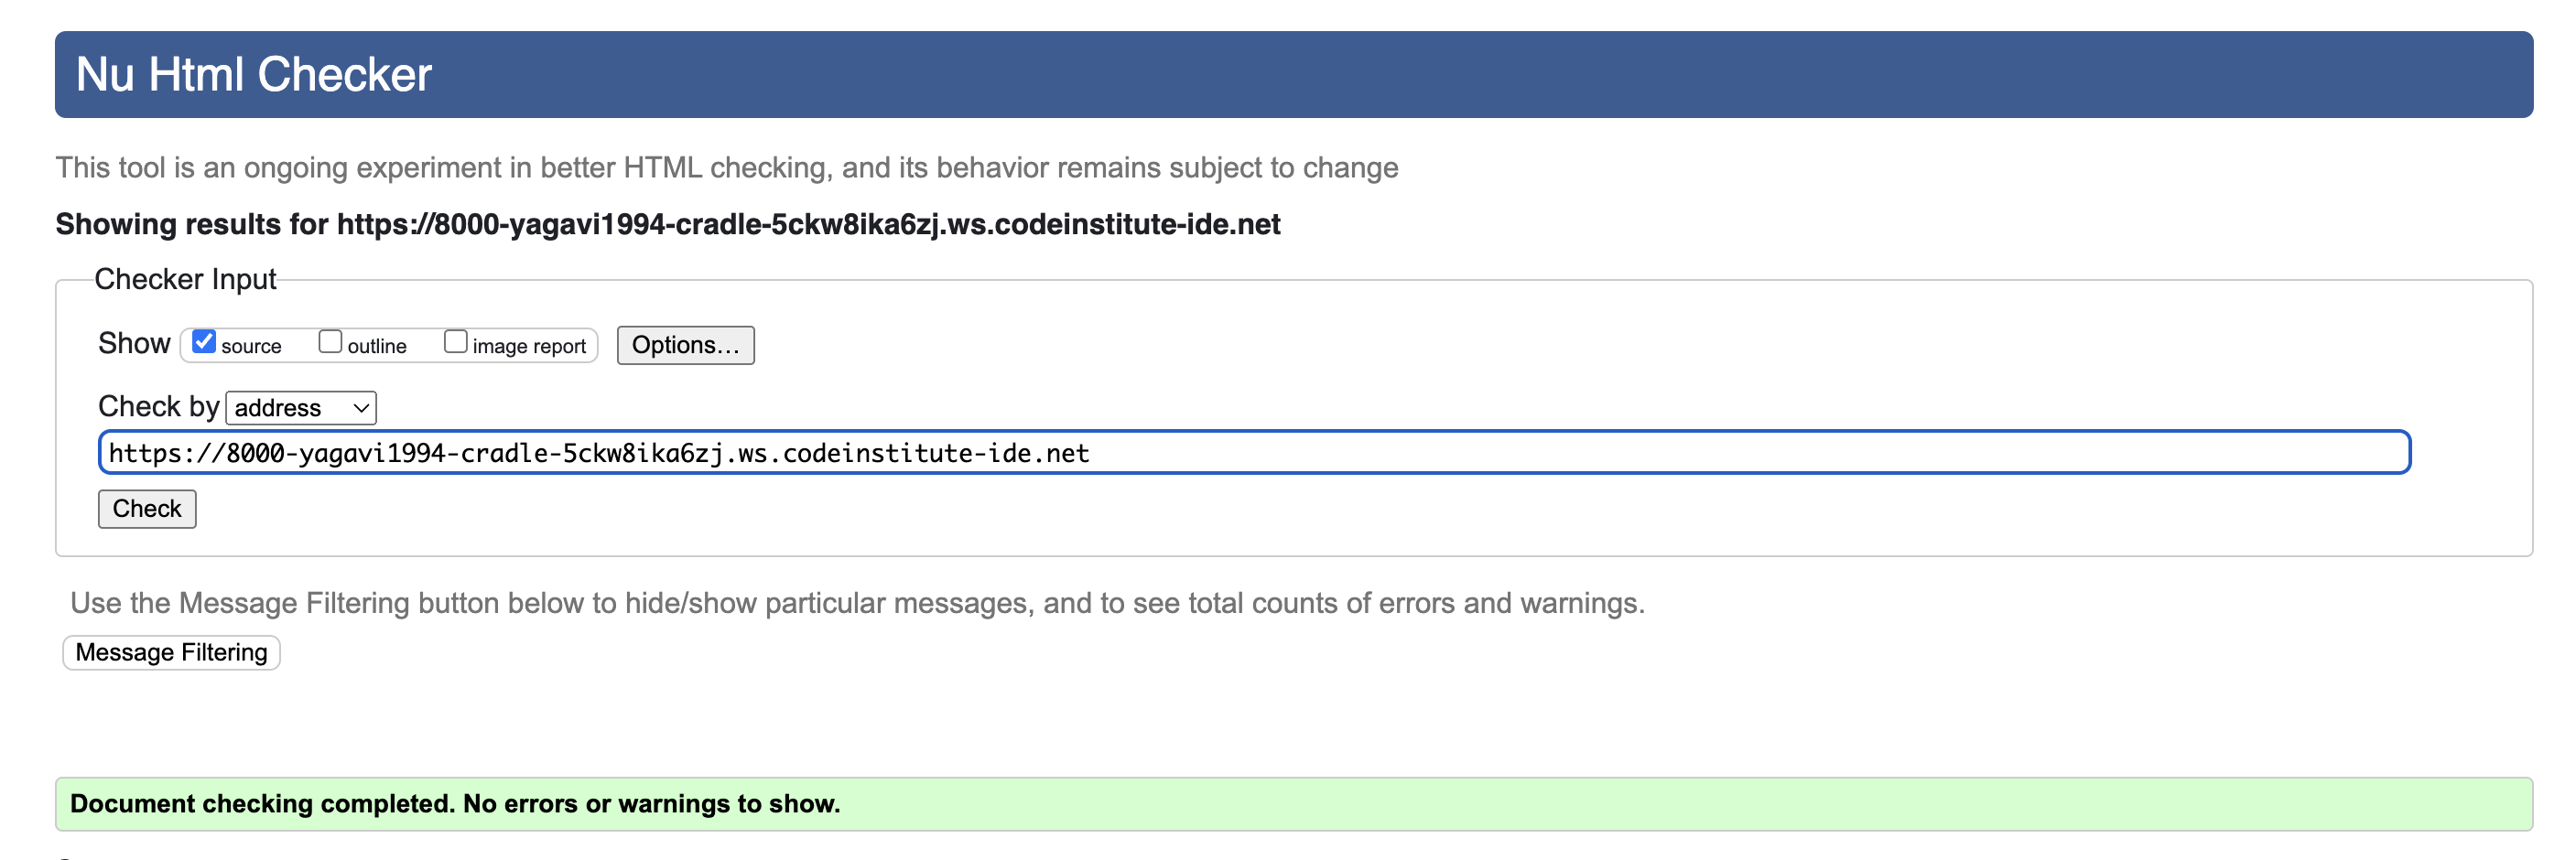 Nu Html Checker
This tool is an ongoing experiment in better HTML checking, and its behavior remains subject to change
Showing results for https://8000-yagavi1994-cradle-5ckw8ika6zj.ws.codeinstitute-ide.net
Checker Input
Show source outline image report Options...
Check by address
https://8000-yagavi1994-cradle-5ckw8ika6zj.ws.codeinstitute-ide.net
Check
Use the Message Filtering button below to hide/show particular messages, and to see total counts of errors and warnings.
Message Filtering
Document checking completed. No errors or warnings to show.